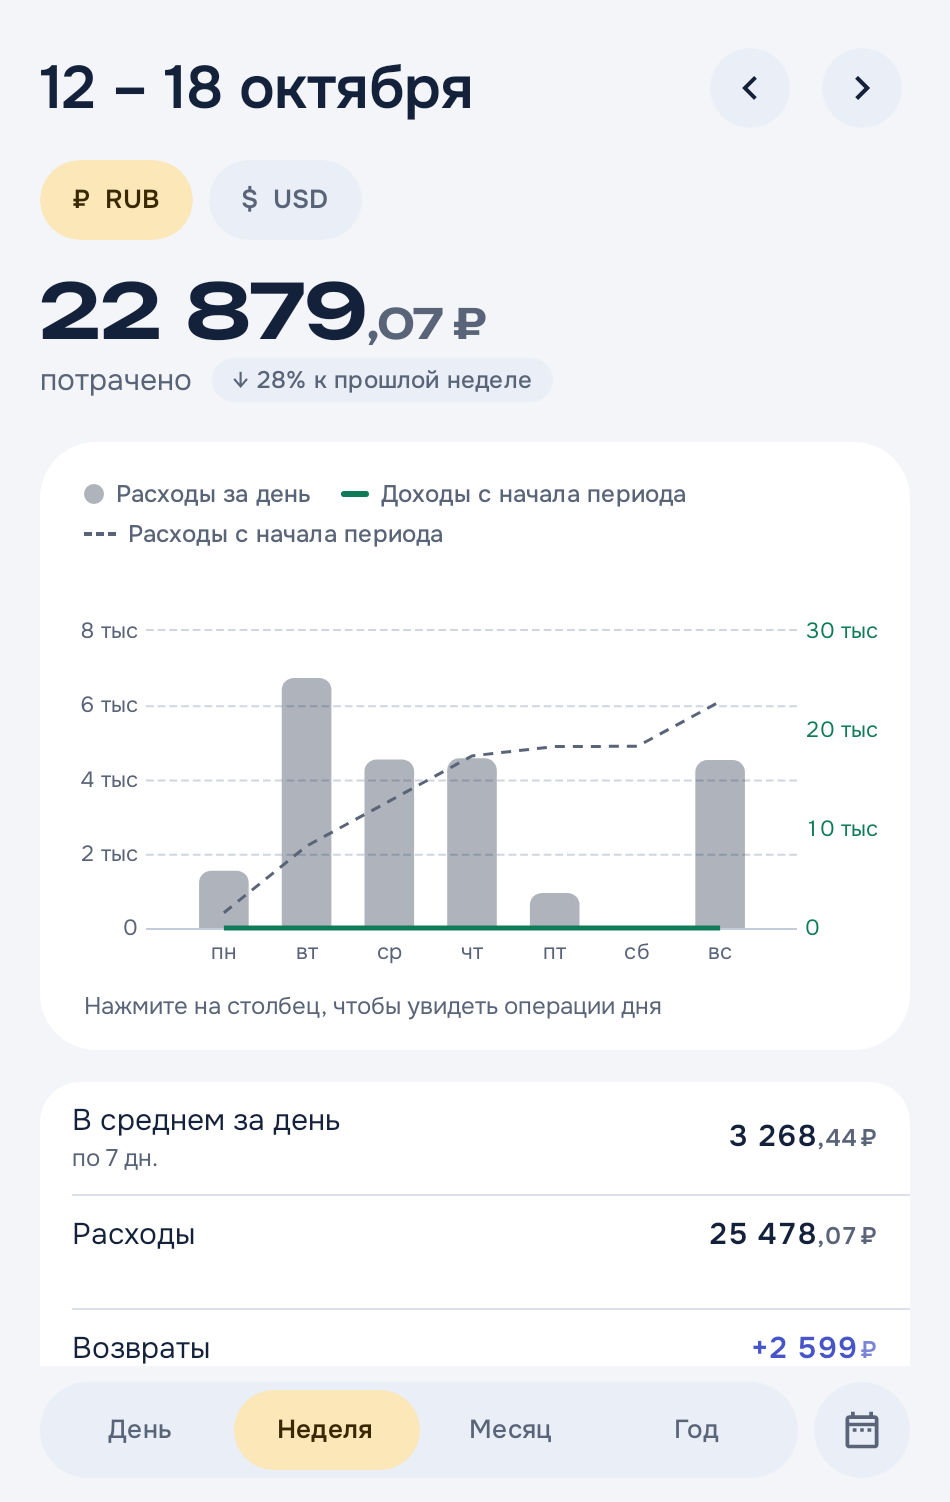 12 – 18 октября
₽ RUB
$ USD
22 879,07 ₽
потрачено
↓ 28% к прошлой неделе
Расходы за день
Доходы с начала периода
Расходы с начала периода
8 тыс
30 тыс
6 тыс
20 тыс
4 тыс
10 тыс
2 тыс
0
0
пн вт ср чт пт сб вс
Нажмите на столбец, чтобы увидеть операции дня
В среднем за день
по 7 дн.
3 268,44 ₽
Расходы
25 478,07 ₽
Возвраты
+2 599 ₽
День Неделя Месяц Год